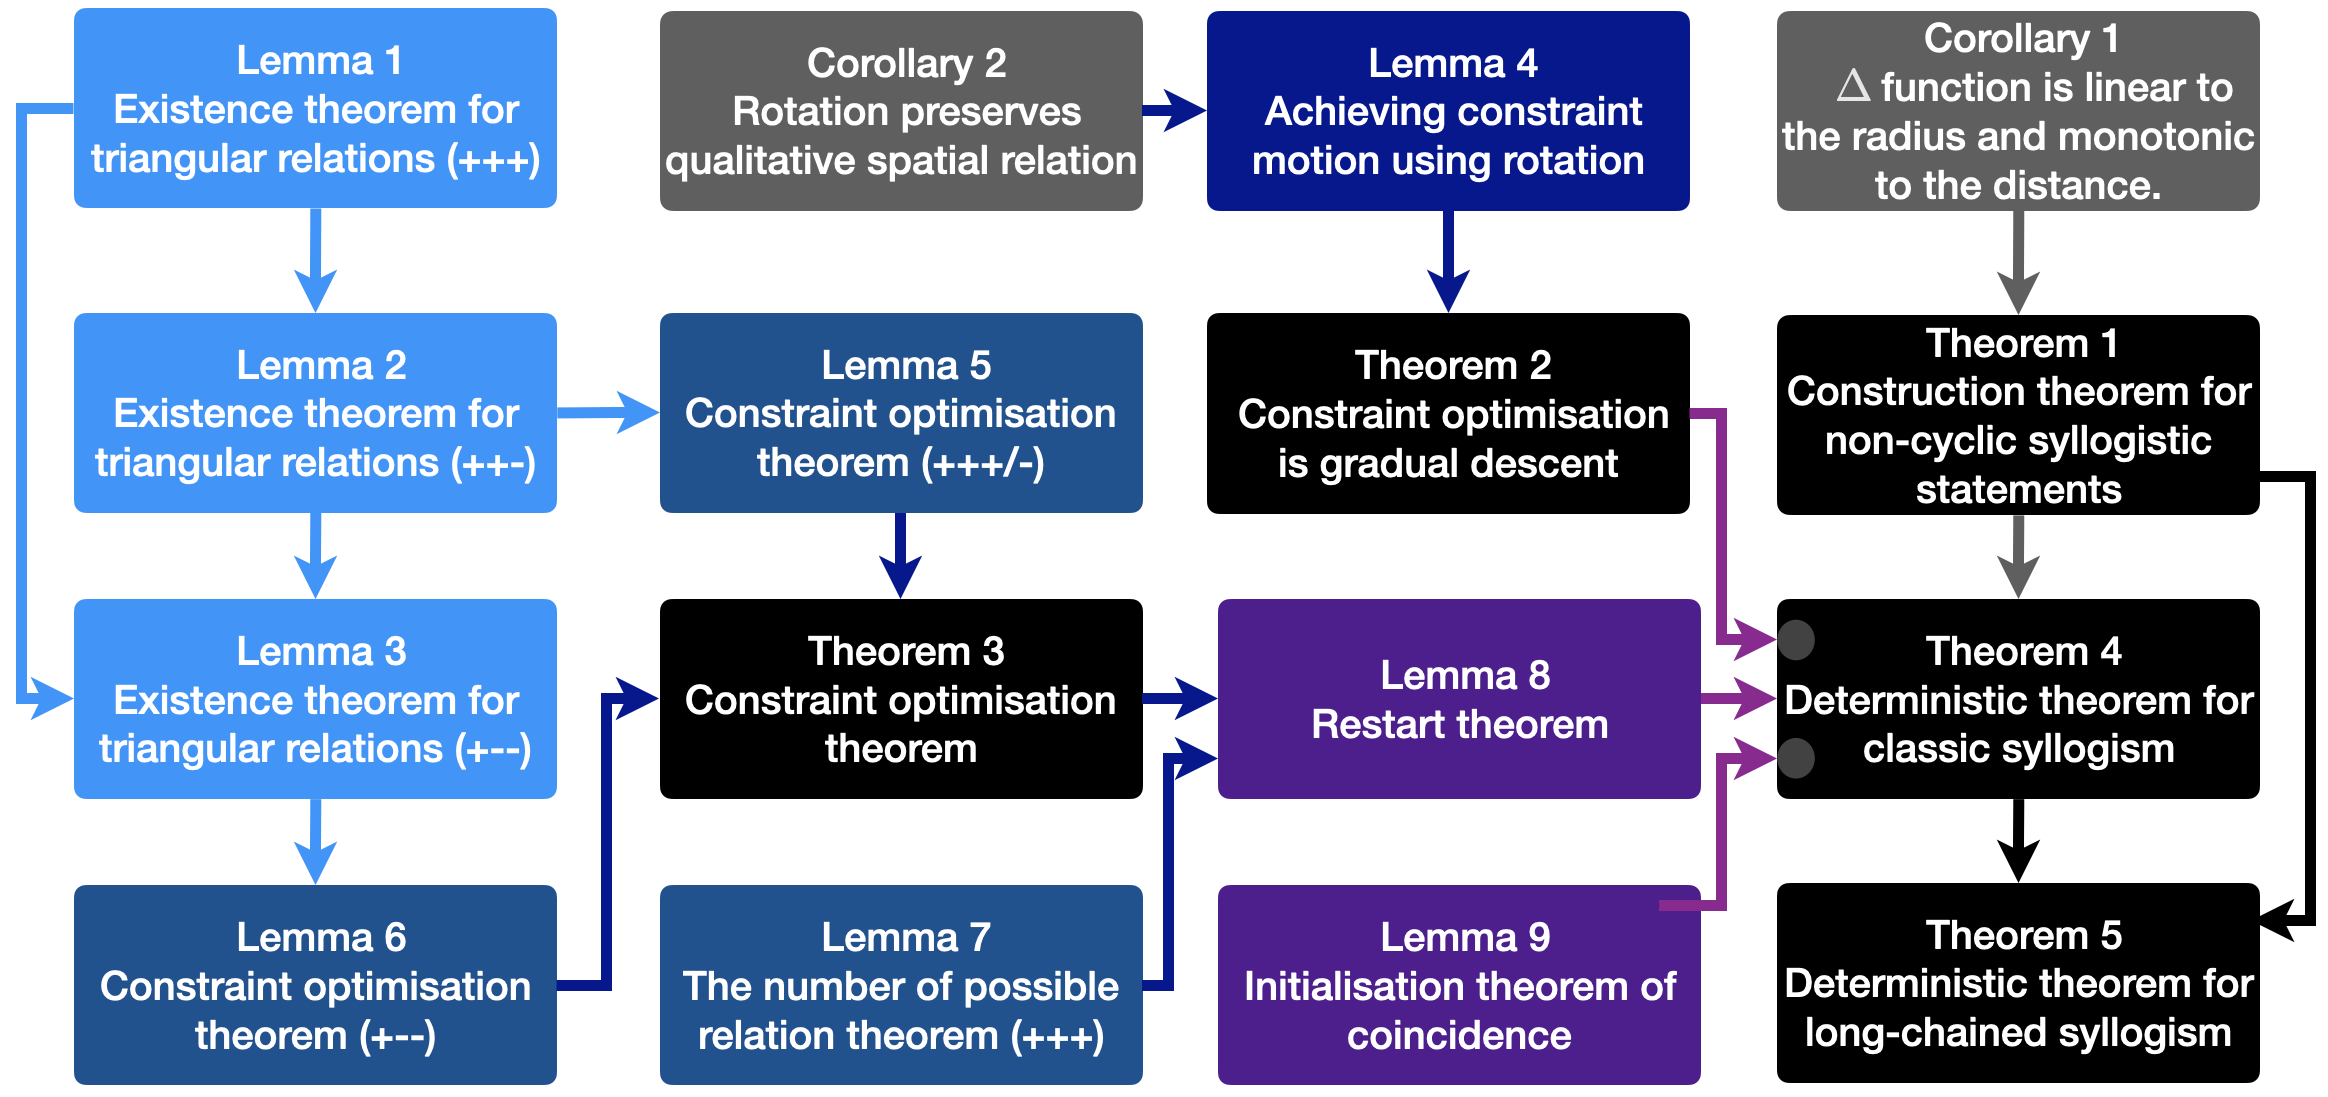 Lemma 1
Existence theorem for
triangular relations (+++)
Corollary 2
Rotation preserves
qualitative spatial relation
Lemma 4
Achieving constraint
motion using rotation
Corollary 1
Δ function is linear to
the radius and monotonic
to the distance.
Lemma 2
Existence theorem for
triangular relations (++-)
Lemma 5
Constraint optimisation
theorem (+++/-)
Theorem 2
Constraint optimisation
is gradual descent
Theorem 1
Construction theorem for
non-cyclic syllogistic
statements
Lemma 3
Existence theorem for
triangular relations (+--)
Theorem 3
Constraint optimisation
theorem
Lemma 8
Restart theorem
Theorem 4
Deterministic theorem for
classic syllogism
Lemma 6
Constraint optimisation
theorem (+--)
Lemma 7
The number of possible
relation theorem (+++)
Lemma 9
Initialisation theorem of
coincidence
Theorem 5
Deterministic theorem for
long-chained syllogism